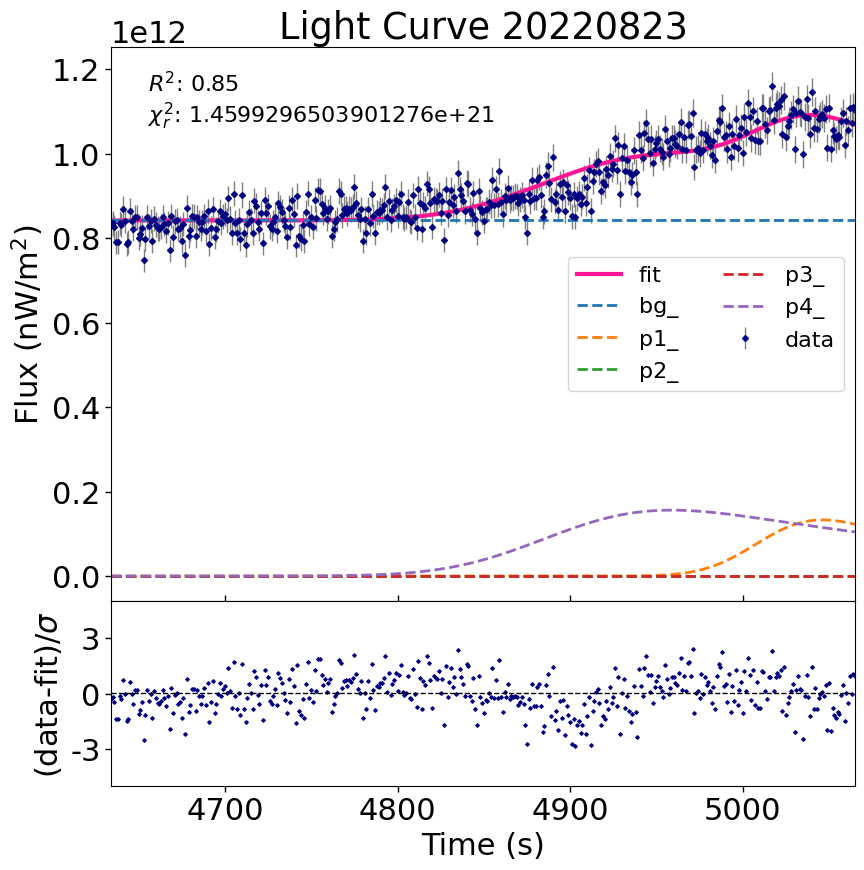 Light Curve 20220823
1e12
R²: 0.85
χ²ᵣ: 1.4599296503901276e+21
1.2
1.0
0.8
0.6
0.4
0.2
0.0
Flux (nW/m²)
fit
bg_
p1_
p2_
p3_
p4_
data
3
0
-3
(data-fit)/σ
4700 4800 4900 5000
Time (s)